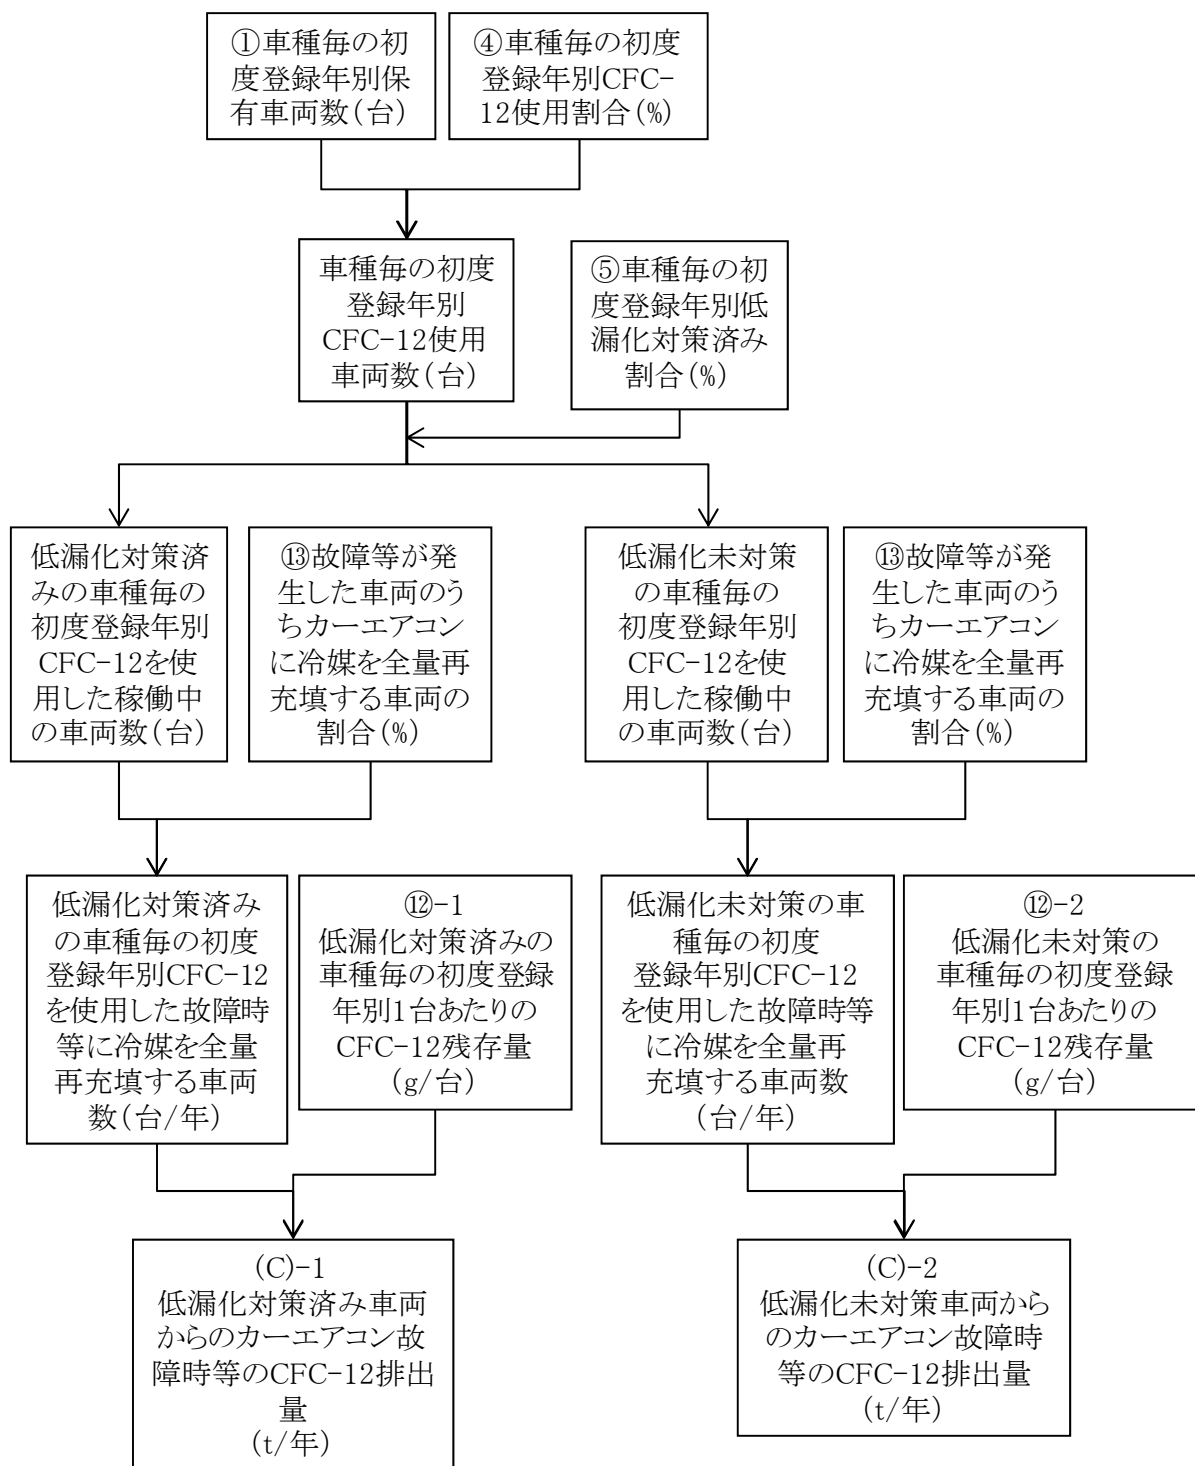 ①車種毎の初
度登録年別保
有車両数(台)
④車種毎の初度
登録年別CFC-
12使用割合(%)
車種毎の初度
登録年別
CFC-12使用
車両数(台)
⑤車種毎の初
度登録年別低
漏化対策済み
割合(%)
低漏化対策済
みの車種毎の
初度登録年別
CFC-12を使
用した稼働中
の車両数(台)
⑬故障等が発
生した車両のう
ちカーエアコン
に冷媒を全量再
充填する車両の
割合(%)
低漏化未対策
の車種毎の
初度登録年別
CFC-12を使
用した稼働中
の車両数(台)
⑬故障等が発
生した車両のう
ちカーエアコン
に冷媒を全量再
充填する車両の
割合(%)
低漏化対策済み
の車種毎の初度
登録年別CFC-12
を使用した故障時
等に冷媒を全量
再充填する車両
数(台/年)
⑫-1
低漏化対策済みの
車種毎の初度登録
年別1台あたりの
CFC-12残存量
(g/台)
低漏化未対策の車
種毎の初度
登録年別CFC-12
を使用した故障時等
に冷媒を全量再
充填する車両数
(台/年)
⑫-2
低漏化未対策の
車種毎の初度登録
年別1台あたりの
CFC-12残存量
(g/台)
(C)-1
低漏化対策済み車両
からのカーエアコン故
障時等のCFC-12排出
量
(t/年)
(C)-2
低漏化未対策車両から
のカーエアコン故障時
等のCFC-12排出量
(t/年)